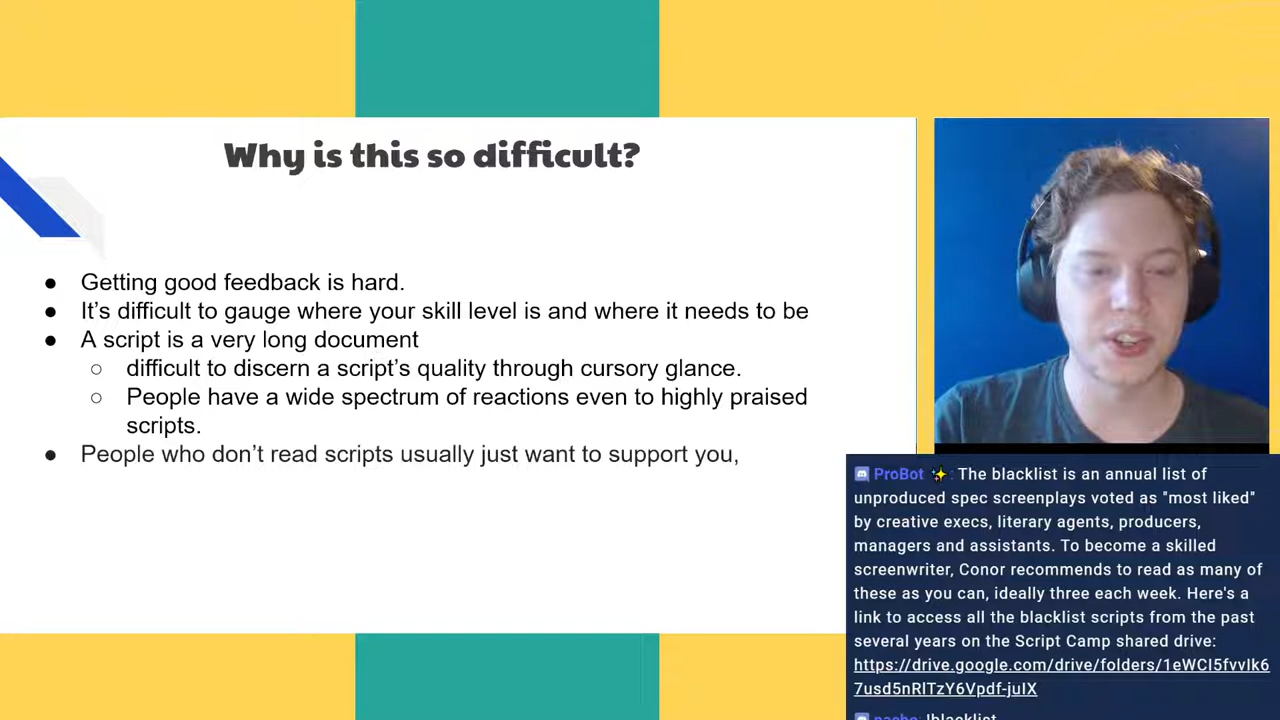 Why is this so difficult?
● Getting good feedback is hard.
● It's difficult to gauge where your skill level is and where it needs to be
● A script is a very long document
○ difficult to discern a script's quality through cursory glance.
○ People have a wide spectrum of reactions even to highly praised
scripts.
● People who don't read scripts usually just want to support you,
ProBot ✨: The blacklist is an annual list of
unproduced spec screenplays voted as "most liked"
by creative execs, literary agents, producers,
managers and assistants. To become a skilled
screenwriter, Conor recommends to read as many of
these as you can, ideally three each week. Here's a
link to access all the blacklist scripts from the past
several years on the Script Camp shared drive:
https://drive.google.com/drive/folders/1eWCI5fvvIk6
7usd5nRlTzY6Vpdf-juIX
nacho: !blacklist